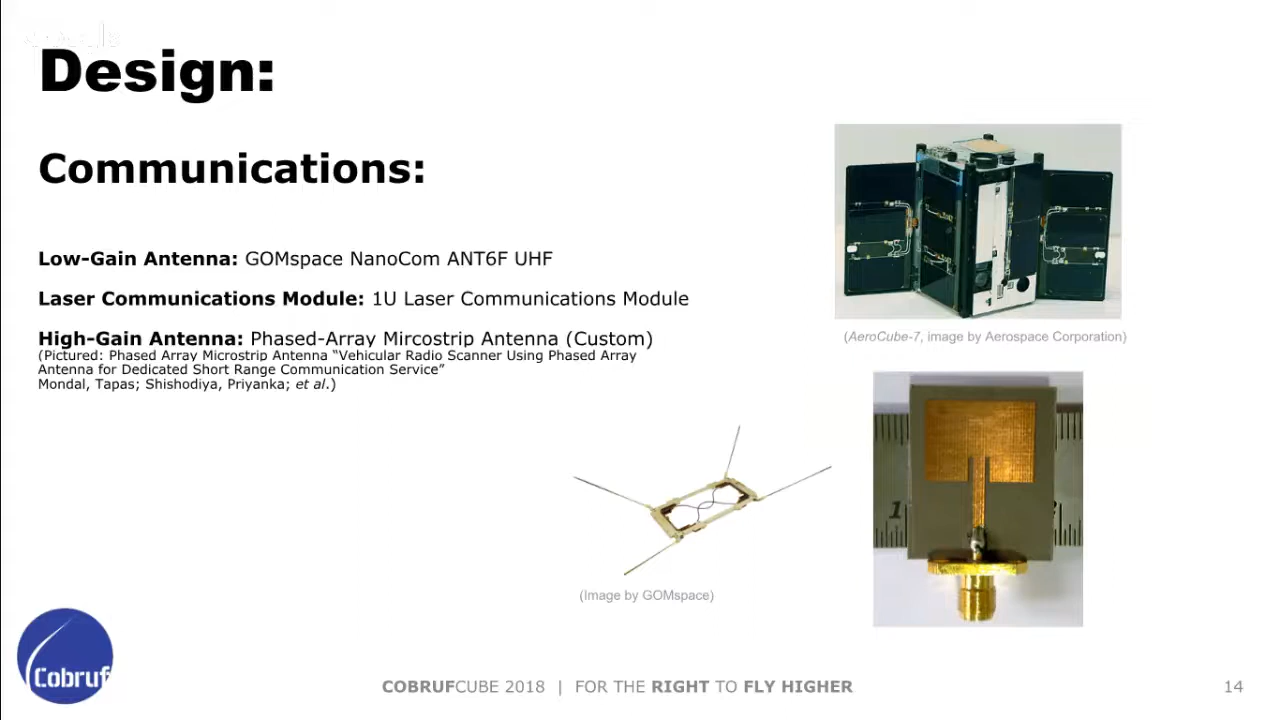 Design:
Communications:
Low-Gain Antenna: GOMspace NanoCom ANT6F UHF
Laser Communications Module: 1U Laser Communications Module
High-Gain Antenna: Phased-Array Mircostrip Antenna (Custom)
(Pictured: Phased Array Microstrip Antenna “Vehicular Radio Scanner Using Phased Array
Antenna for Dedicated Short Range Communication Service”
Mondal, Tapas; Shishodiya, Priyanka; et al.)
(AeroCube-7, image by Aerospace Corporation)
1
(Image by GOMspace)
Cobruf
COBRUFCUBE 2018 | FOR THE RIGHT TO FLY HIGHER
14